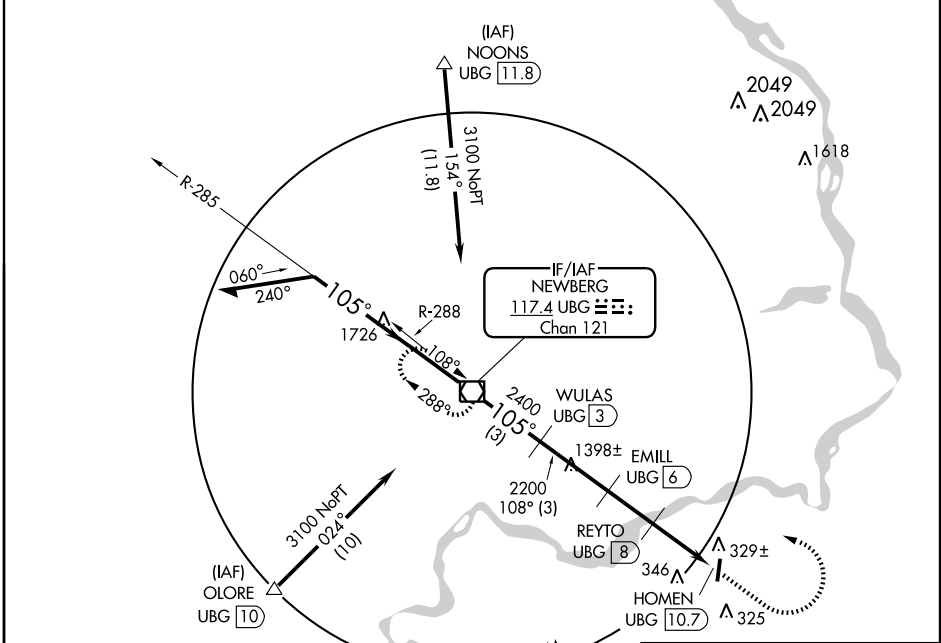 (IAF)
NOONS
UBG 11.8
2049
2049
1618
3100 NoPT
154°
(11.8)
R-285
060°
240°
105°
1726
R-288
108°
288°
IF/IAF
NEWBERG
117.4 UBG
Chan 121
2400
105°
(3)
WULAS
UBG 3
1398±
2200
108° (3)
EMILL
UBG 6
REYTO
UBG 8
3100 NoPT
024°
(10)
(IAF)
OLORE
UBG 10
329±
346
HOMEN
UBG 10.7
325